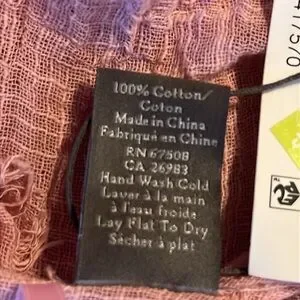 100% Cotton/
Coton
Made in China
Fabriqué en Chine
RN 67508
CA 26983
Hand Wash Cold
Laver à la main
à l'eau froide
Lay Flat To Dry
Sécher à plat